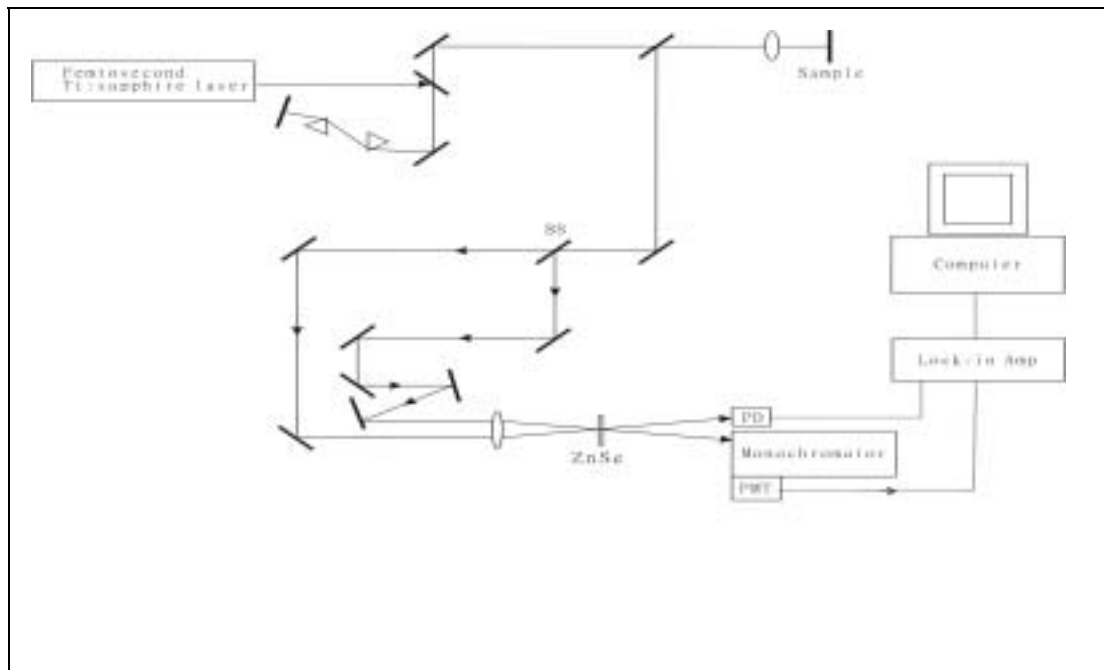 Femtosecond
Ti:sapphire laser
Sample
BS
Computer
Lock-in Amp
PD
ZnSe
Monochromator
PMT